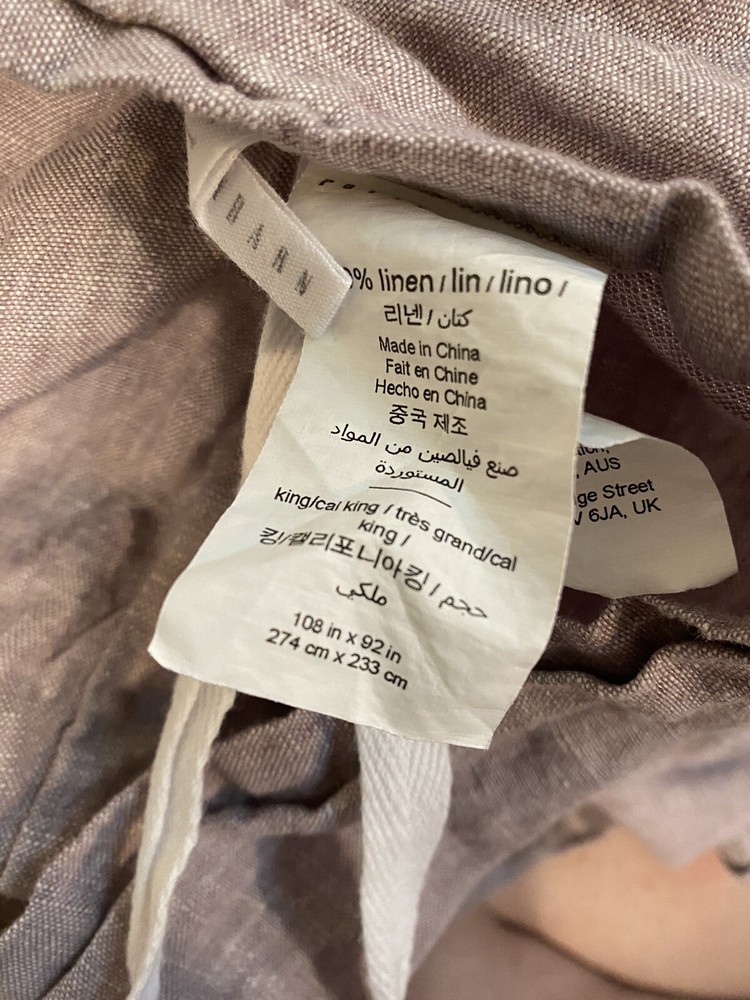 % linen / lin / lino /
리넨 / كتان
Made in China
Fait en Chine
Hecho en China
중국 제조
صنع فيالصين من المواد
المستوردة
king/cal king / très grand/cal
king /
킹/캘리포니아킹 / حجم
ملكي
108 in x 92 in
274 cm x 233 cm
, AUS
ge Street
6JA, UK